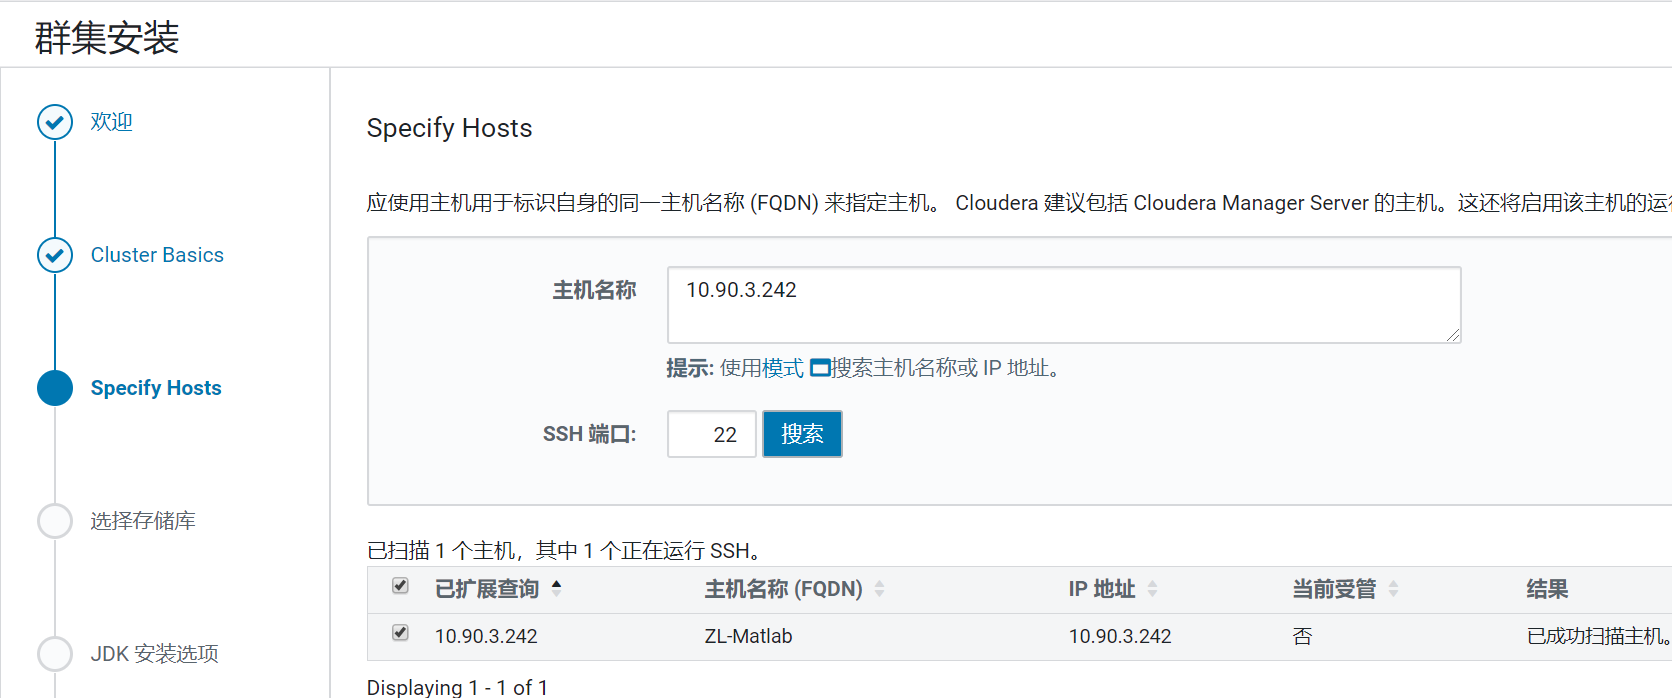 群集安装
欢迎
Cluster Basics
Specify Hosts
选择存储库
JDK 安装选项
Specify Hosts
应使用主机用于标识自身的同一主机名称 (FQDN) 来指定主机。 Cloudera 建议包括 Cloudera Manager Server 的主机。这还将启用该主机的运
主机名称
10.90.3.242
提示: 使用模式 搜索主机名称或 IP 地址。
SSH 端口: 22 搜索
已扫描 1 个主机，其中 1 个正在运行 SSH。
已扩展查询 主机名称 (FQDN) IP 地址 当前受管 结果
10.90.3.242 ZL-Matlab 10.90.3.242 否 已成功扫描主机。
Displaying 1 - 1 of 1